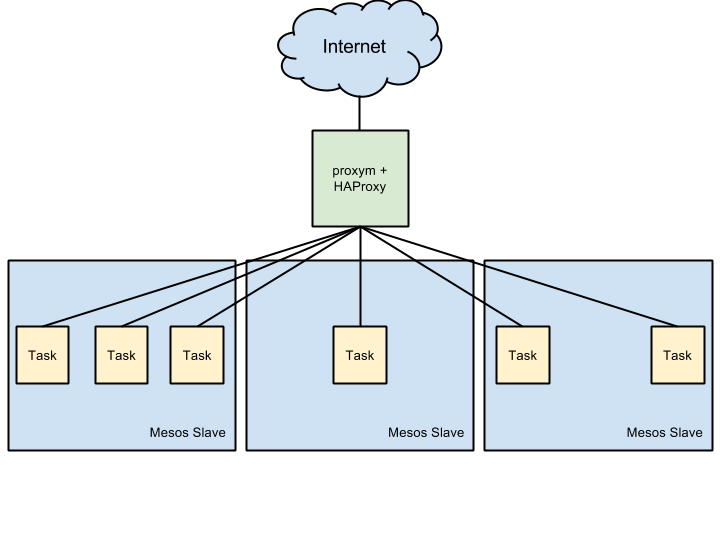 Internet
proxym +
HAProxy
Task
Task
Task
Task
Task
Task
Mesos Slave
Mesos Slave
Mesos Slave